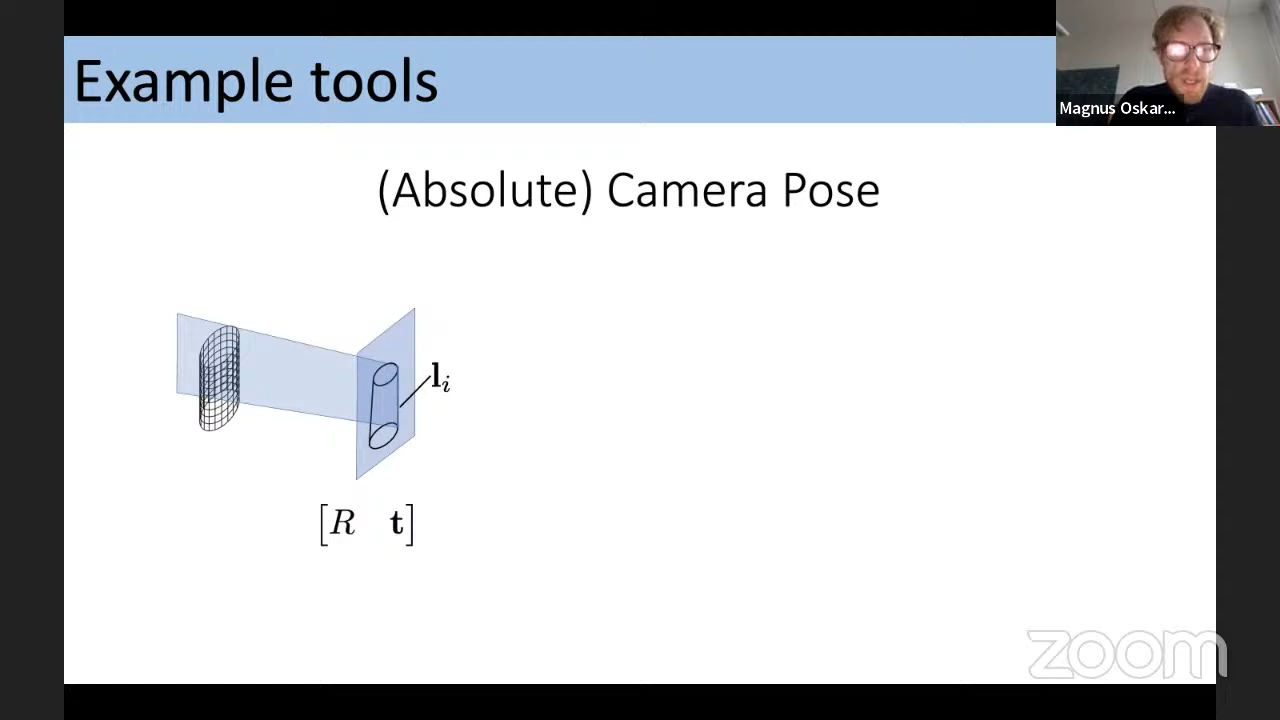 Example tools
Magnus Oskar...
(Absolute) Camera Pose
l_i
[R t]
zoom